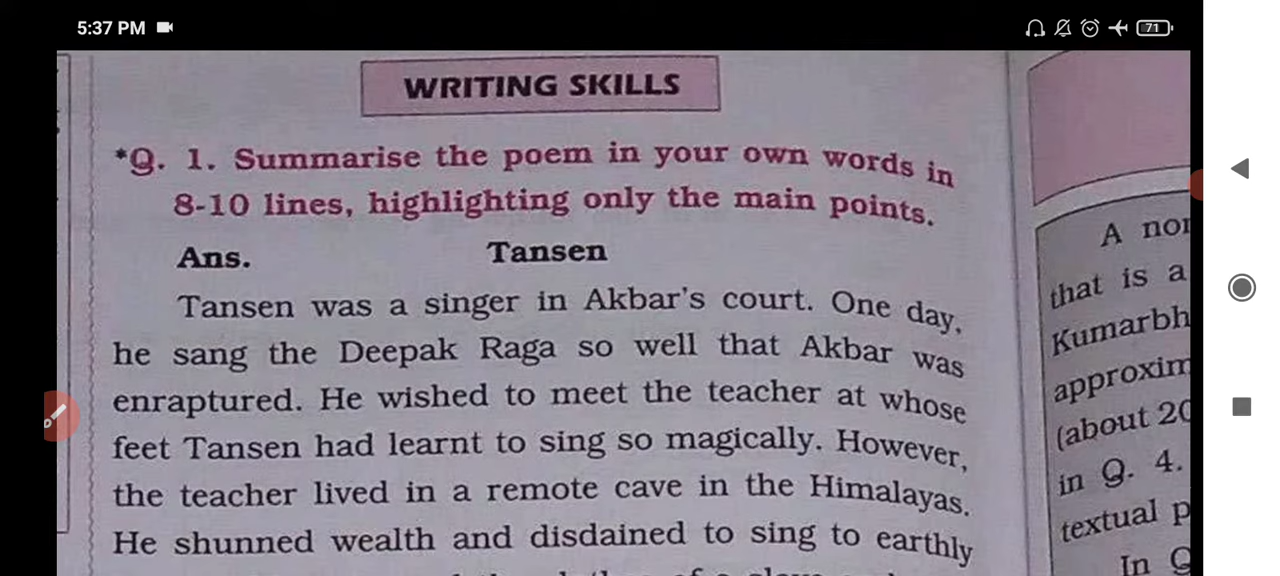 5:37 PM
71
WRITING SKILLS
*Q. 1. Summarise the poem in your own words in
8-10 lines, highlighting only the main points.
Ans. Tansen
Tansen was a singer in Akbar's court. One day,
he sang the Deepak Raga so well that Akbar was
enraptured. He wished to meet the teacher at whose
feet Tansen had learnt to sing so magically. However,
the teacher lived in a remote cave in the Himalayas.
He shunned wealth and disdained to sing to earthly
A
that is a
in Q. 4.
textual
In
(about